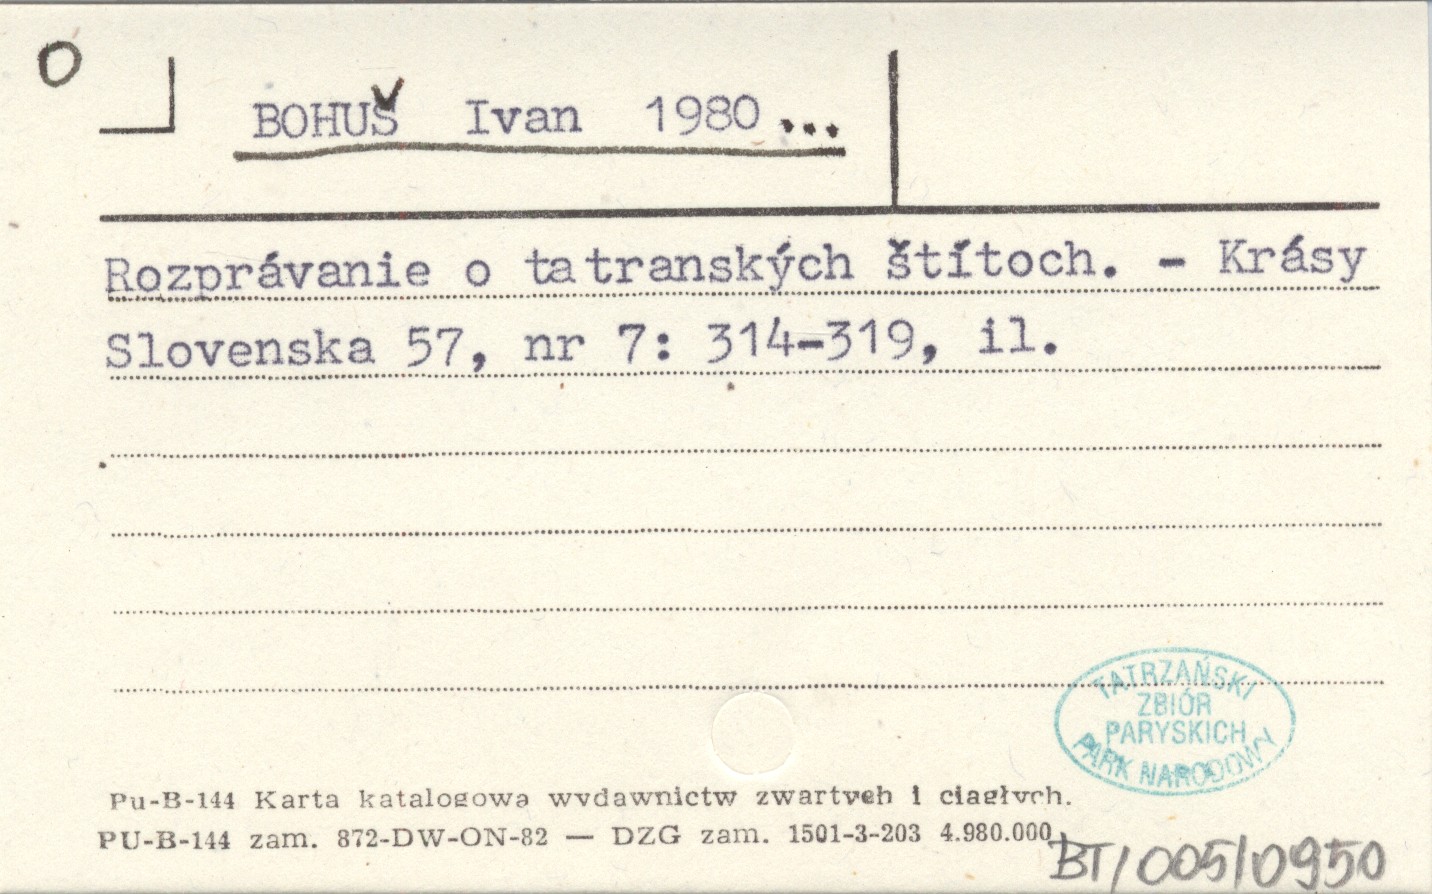 O
BOHUŠ Ivan 1980...
Rozprávanie o tatranských štítoch. - Krásy
Slovenska 57, nr 7: 314-319, il.
TATRZAŃSKI
ZBIÓR
PARYSKICH
PARK NARODOWY
Pu-B-144 Karta katalogowa wydawnictw zwartych i ciągłych.
PU-B-144 zam. 872-DW-ON-82 — DZG zam. 1501-3-203 4.980.000
BT/005/0950